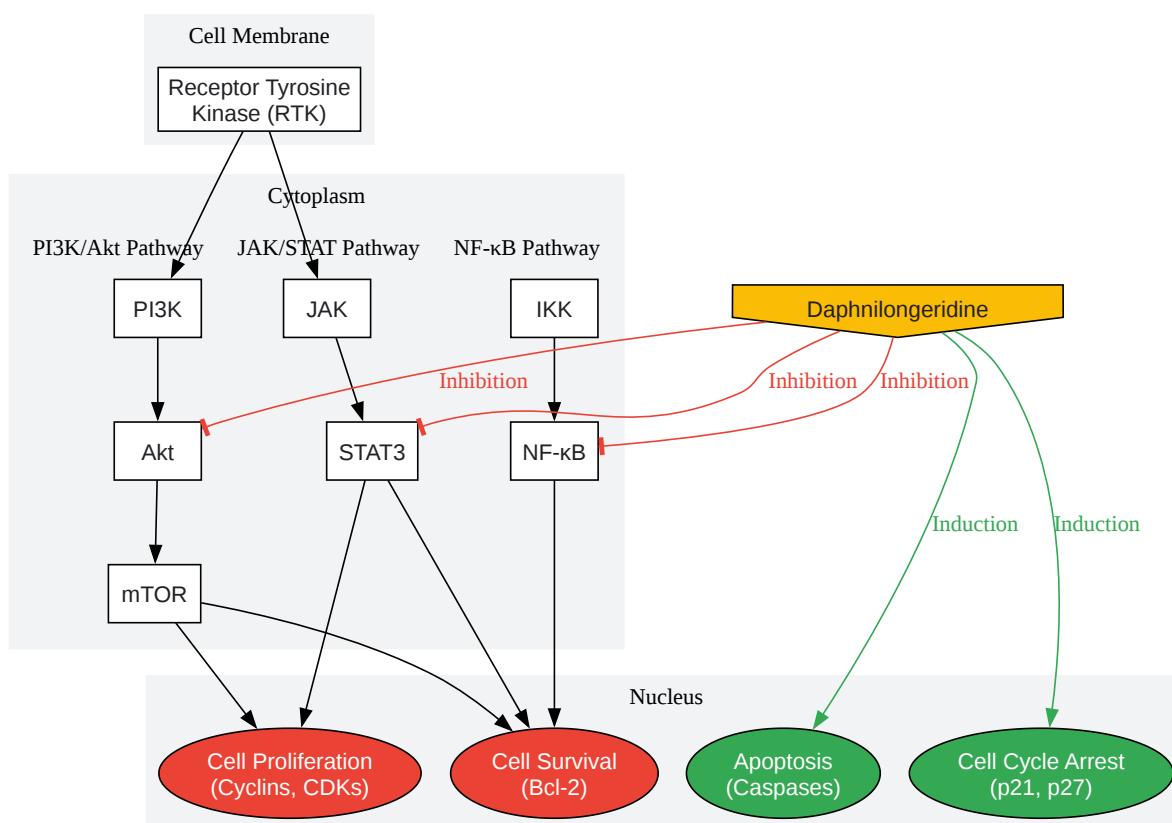 Cell Membrane
Receptor Tyrosine
Kinase (RTK)
Cytoplasm
PI3K/Akt Pathway
JAK/STAT Pathway
NF-κB Pathway
PI3K
JAK
IKK
Daphnilongeridine
Inhibition
Inhibition
Inhibition
Akt
STAT3
NF-κB
Induction
Induction
mTOR
Nucleus
Cell Proliferation
(Cyclins, CDKs)
Cell Survival
(Bcl-2)
Apoptosis
(Caspases)
Cell Cycle Arrest
(p21, p27)